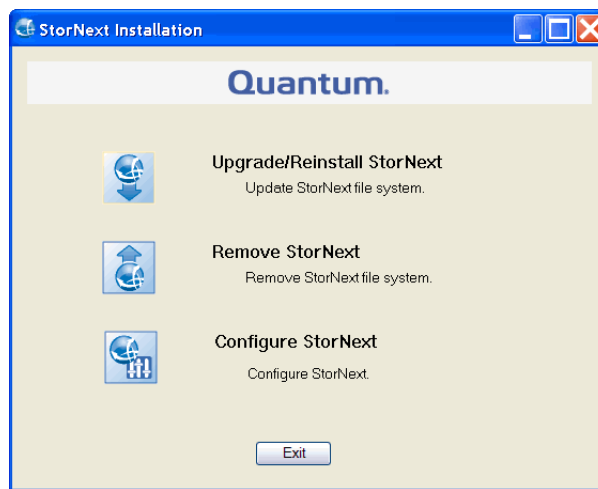 StorNext Installation
Quantum.
Upgrade/Reinstall StorNext
Update StorNext file system.
Remove StorNext
Remove StorNext file system.
Configure StorNext
Configure StorNext.
Exit